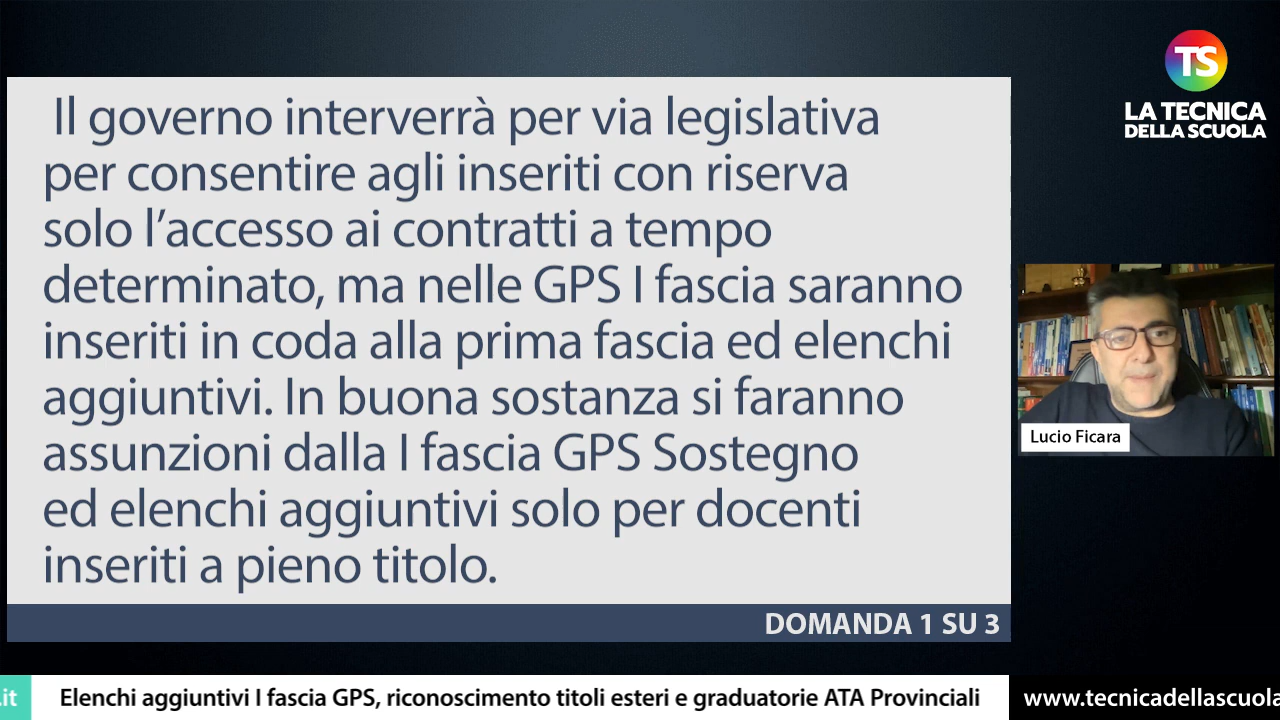 TS
LA TECNICA
DELLA SCUOLA
Il governo interverrà per via legislativa
per consentire agli inseriti con riserva
solo l’accesso ai contratti a tempo
determinato, ma nelle GPS I fascia saranno
inseriti in coda alla prima fascia ed elenchi
aggiuntivi. In buona sostanza si faranno
assunzioni dalla I fascia GPS Sostegno
ed elenchi aggiuntivi solo per docenti
inseriti a pieno titolo.
DOMANDA 1 SU 3
Lucio Ficara
.it Elenchi aggiuntivi I fascia GPS, riconoscimento titoli esteri e graduatorie ATA Provinciali www.tecnicadellascuola